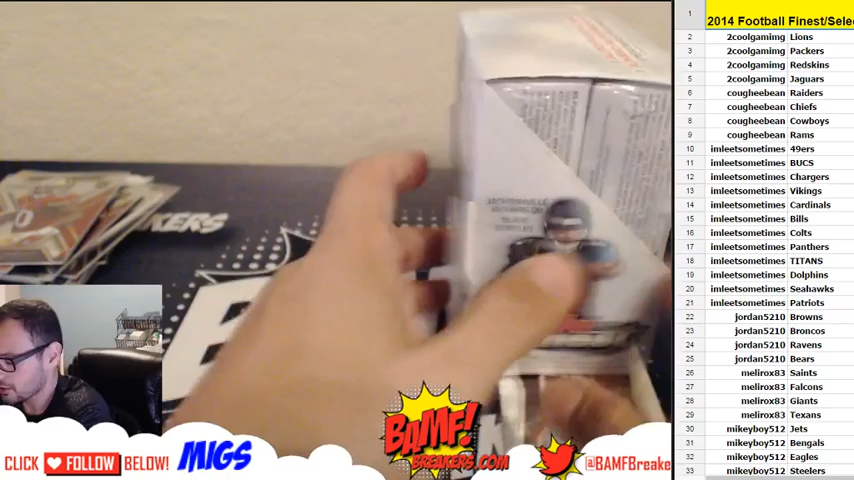 1 2014 Football Finest/Selec
2 2coolgamimg Lions
3 2coolgamimg Packers
4 2coolgamimg Redskins
5 2coolgamimg Jaguars
6 cougheebean Raiders
7 cougheebean Chiefs
8 cougheebean Cowboys
9 cougheebean Rams
10 imleetsometimes 49ers
11 imleetsometimes BUCS
12 imleetsometimes Chargers
13 imleetsometimes Vikings
14 imleetsometimes Cardinals
15 imleetsometimes Bills
16 imleetsometimes Colts
17 imleetsometimes Panthers
18 imleetsometimes TITANS
19 imleetsometimes Dolphins
20 imleetsometimes Seahawks
21 imleetsometimes Patriots
22 jordan5210 Browns
23 jordan5210 Broncos
24 jordan5210 Ravens
25 jordan5210 Bears
26 melirox83 Saints
27 melirox83 Falcons
28 melirox83 Giants
29 melirox83 Texans
30 mikeyboy512 Jets
31 mikeyboy512 Bengals
32 mikeyboy512 Eagles
33 mikeyboy512 Steelers
KERS
CLICK FOLLOW BELOW!
MIGS
BAMF!
BREAKERS.COM
@BAMFBreake